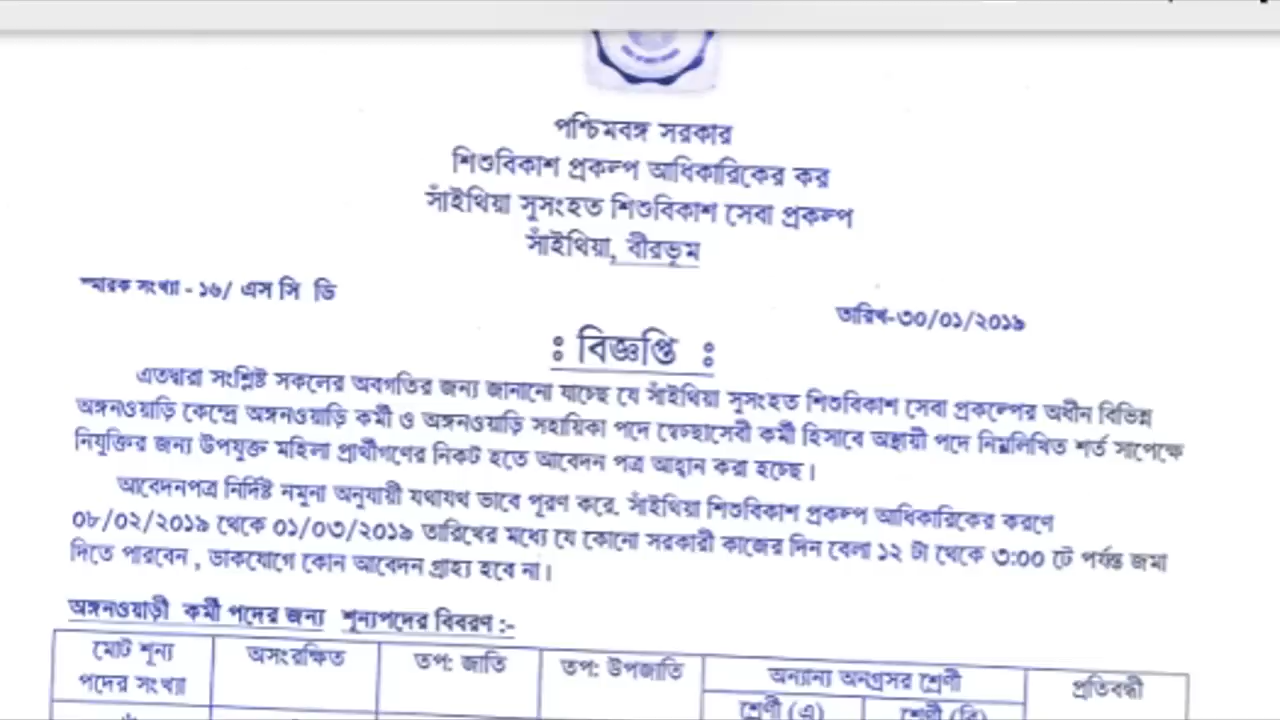 পশ্চিমবঙ্গ সরকার
শিশুবিকাশ প্রকল্প আধিকারিকের কর
সাঁইথিয়া সুসংহত শিশুবিকাশ সেবা প্রকল্প
সাঁইথিয়া, বীরভূম
স্মারক সংখ্যা - ১৬/ এস সি ডি
তারিখ-৩০/০১/২০১৯
: বিজ্ঞপ্তি :
এতদ্বারা সংশ্লিষ্ট সকলের অবগতির জন্য জানানো যাচ্ছে যে সাঁইথিয়া সুসংহত শিশুবিকাশ সেবা প্রকল্পের অধীন বিভিন্ন
অঙ্গনওয়াড়ি কেন্দ্রে অঙ্গনওয়াড়ি কর্মী ও অঙ্গনওয়াড়ি সহায়িকা পদে স্বেচ্ছাসেবী কর্মী হিসাবে অস্থায়ী পদে নিম্নলিখিত শর্ত সাপেক্ষে
নিযুক্তির জন্য উপযুক্ত মহিলা প্রার্থীগণের নিকট হতে আবেদন পত্র আহ্বান করা হচ্ছে।
আবেদনপত্র নির্দিষ্ট নমুনা অনুযায়ী যথাযথ ভাবে পূরণ করে. সাঁইথিয়া শিশুবিকাশ প্রকল্প আধিকারিকের করণে
০৮/০২/২০১৯ থেকে ০১/০৩/২০১৯ তারিখের মধ্যে যে কোনো সরকারী কাজের দিন বেলা ১২ টা থেকে ৩:০০ টে পর্যন্ত জমা
দিতে পারবেন , ডাকযোগে কোন আবেদন গ্রাহ্য হবে না।
অঙ্গনওয়াড়ী কর্মী পদের জন্য শূন্যপদের বিবরণ :-
মোট শূন্য পদের সংখ্যা
অসংরক্ষিত
তপ: জাতি
তপ: উপজাতি
অন্যান্য অনগ্রসর শ্রেণী
প্রতিবন্ধী
শ্রেণী (এ)
শ্রেণী (বি)